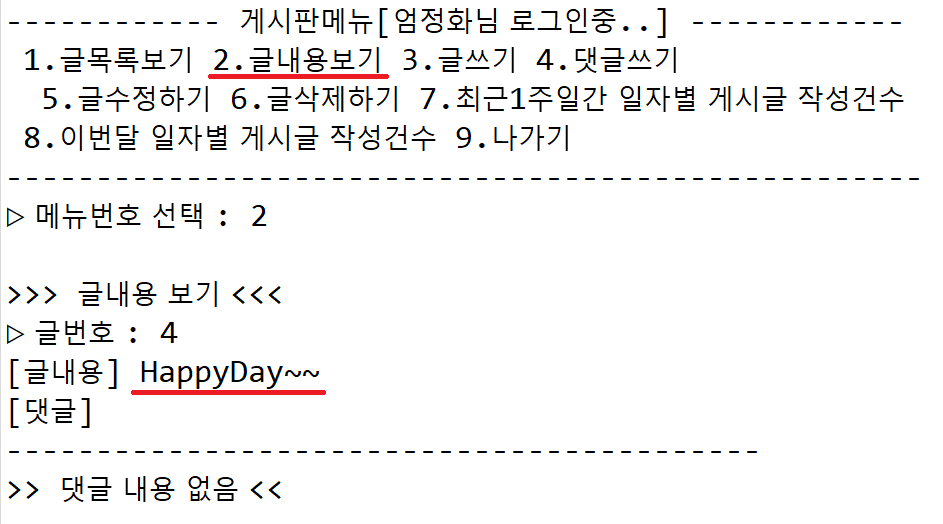 ------------ 게시판메뉴[엄정화님 로그인중..] ------------
1.글목록보기 2.글내용보기 3.글쓰기 4.댓글쓰기
5.글수정하기 6.글삭제하기 7.최근1주일간 일자별 게시글 작성건수
8.이번달 일자별 게시글 작성건수 9.나가기
---------------------------------------------------
▷ 메뉴번호 선택 : 2
>>> 글내용 보기 <<<
▷ 글번호 : 4
[글내용] HappyDay~~
[댓글]
------------------------------------------
>> 댓글 내용 없음 <<